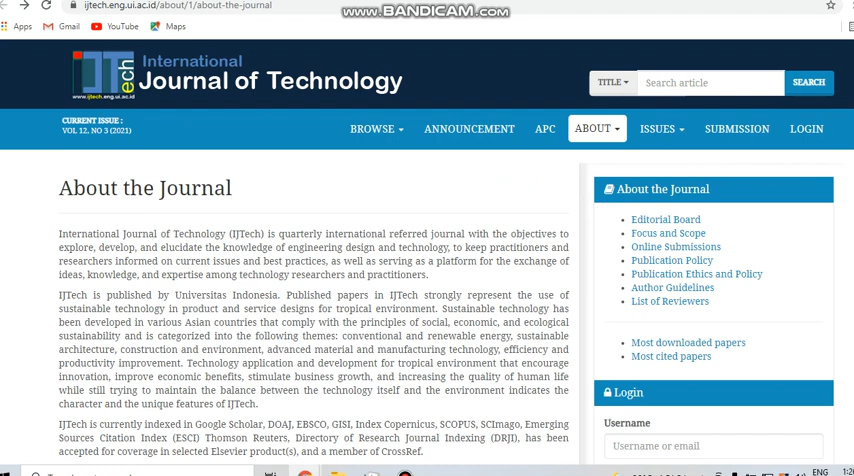 ijtech.eng.ui.ac.id/about/1/about-the-journal
www.BANDICAM.com
Apps
Gmail
YouTube
Maps
IJTech
www.ijtech.eng.ui.ac.id
International
Journal of Technology
TITLE
Search article
SEARCH
CURRENT ISSUE :
VOL 12, NO 3 (2021)
BROWSE
ANNOUNCEMENT
APC
ABOUT
ISSUES
SUBMISSION
LOGIN
About the Journal
International Journal of Technology (IJTech) is quarterly international referred journal with the objectives to
explore, develop, and elucidate the knowledge of engineering design and technology, to keep practitioners and
researchers informed on current issues and best practices, as well as serving as a platform for the exchange of
ideas, knowledge, and expertise among technology researchers and practitioners.
IJTech is published by Universitas Indonesia. Published papers in IJTech strongly represent the use of
sustainable technology in product and service designs for tropical environment. Sustainable technology has
been developed in various Asian countries that comply with the principles of social, economic, and ecological
sustainability and is categorized into the following themes: conventional and renewable energy, sustainable
architecture, construction and environment, advanced material and manufacturing technology, efficiency and
productivity improvement. Technology application and development for tropical environment that encourage
innovation, improve economic benefits, stimulate business growth, and increasing the quality of human life
while still trying to maintain the balance between the technology itself and the environment indicates the
character and the unique features of IJTech.
IJTech is currently indexed in Google Scholar, DOAJ, EBSCO, GISI, Index Copernicus, SCOPUS, SCImago, Emerging
Sources Citation Index (ESCI) Thomson Reuters, Directory of Research Journal Indexing (DRJI), has been
accepted for coverage in selected Elsevier product(s), and a member of CrossRef.
About the Journal
Editorial Board
Focus and Scope
Online Submissions
Publication Policy
Publication Ethics and Policy
Author Guidelines
List of Reviewers
Most downloaded papers
Most cited papers
Login
Username
Username or email
ENG